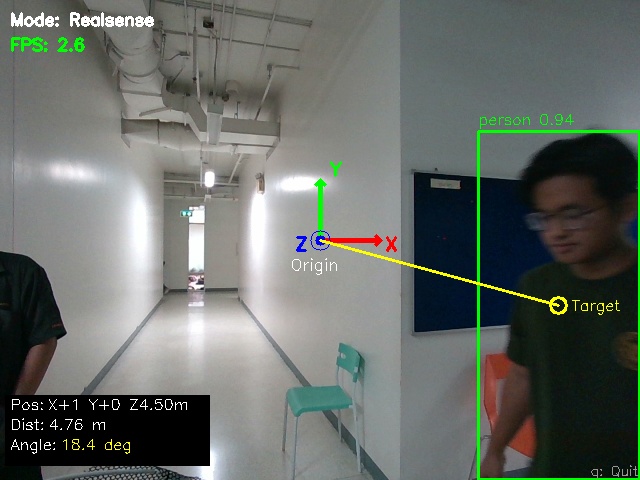 Mode: Realsense
FPS: 2.6
person 0.94
Y
Z
X
Origin
Target
Pos: X+1 Y+0 Z4.50m
Dist: 4.76 m
Angle: 18.4 deg
q: Quit